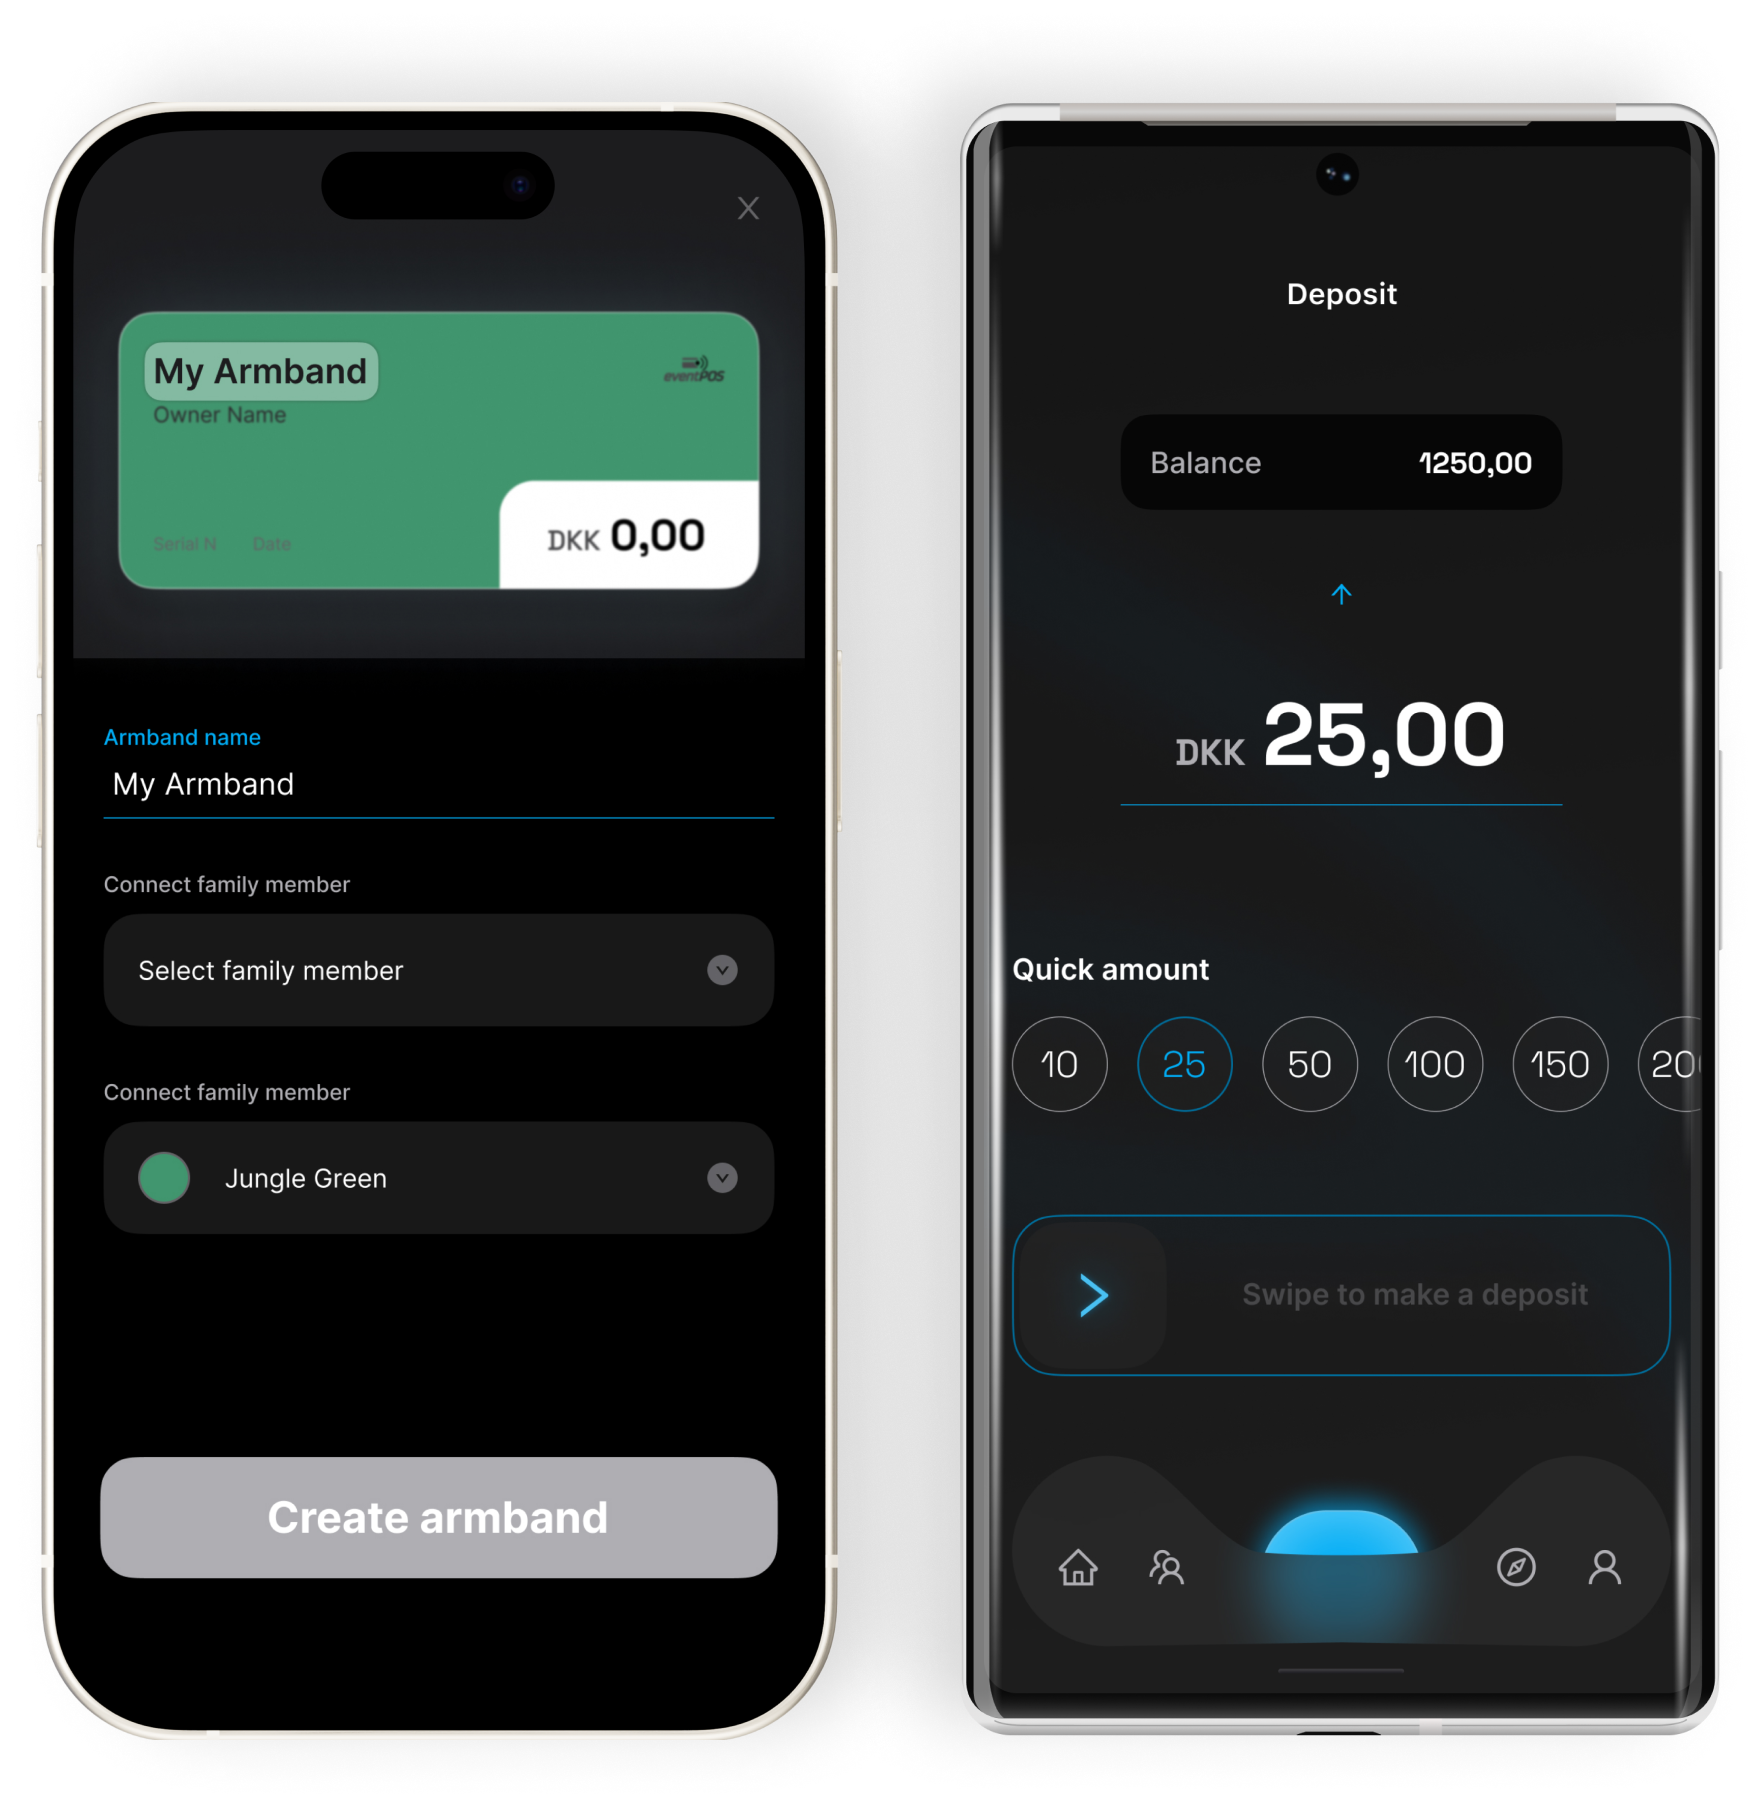 X
My Armband
eventPOS
Owner Name
Serial N Date
DKK 0,00
Armband name
My Armband
Connect family member
Select family member
Connect family member
Jungle Green
Create armband
Deposit
Balance 1250,00
DKK 25,00
Quick amount
10 25 50 100 150 200
Swipe to make a deposit